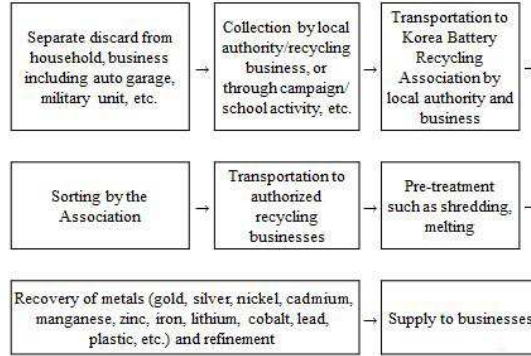 Separate discard from
household, business
including auto garage,
military unit, etc.
→
Collection by local
authority/recycling
business, or
through campaign/
school activity, etc.
→
Transportation to
Korea Battery
Recycling
Association by
local authority and
business
Sorting by the
Association
→
Transportation to
authorized
recycling
businesses
→
Pre-treatment
such as shredding,
melting
Recovery of metals (gold, silver, nickel, cadmium,
manganese, zinc, iron, lithium, cobalt, lead,
plastic, etc.) and refinement
→
Supply to businesses